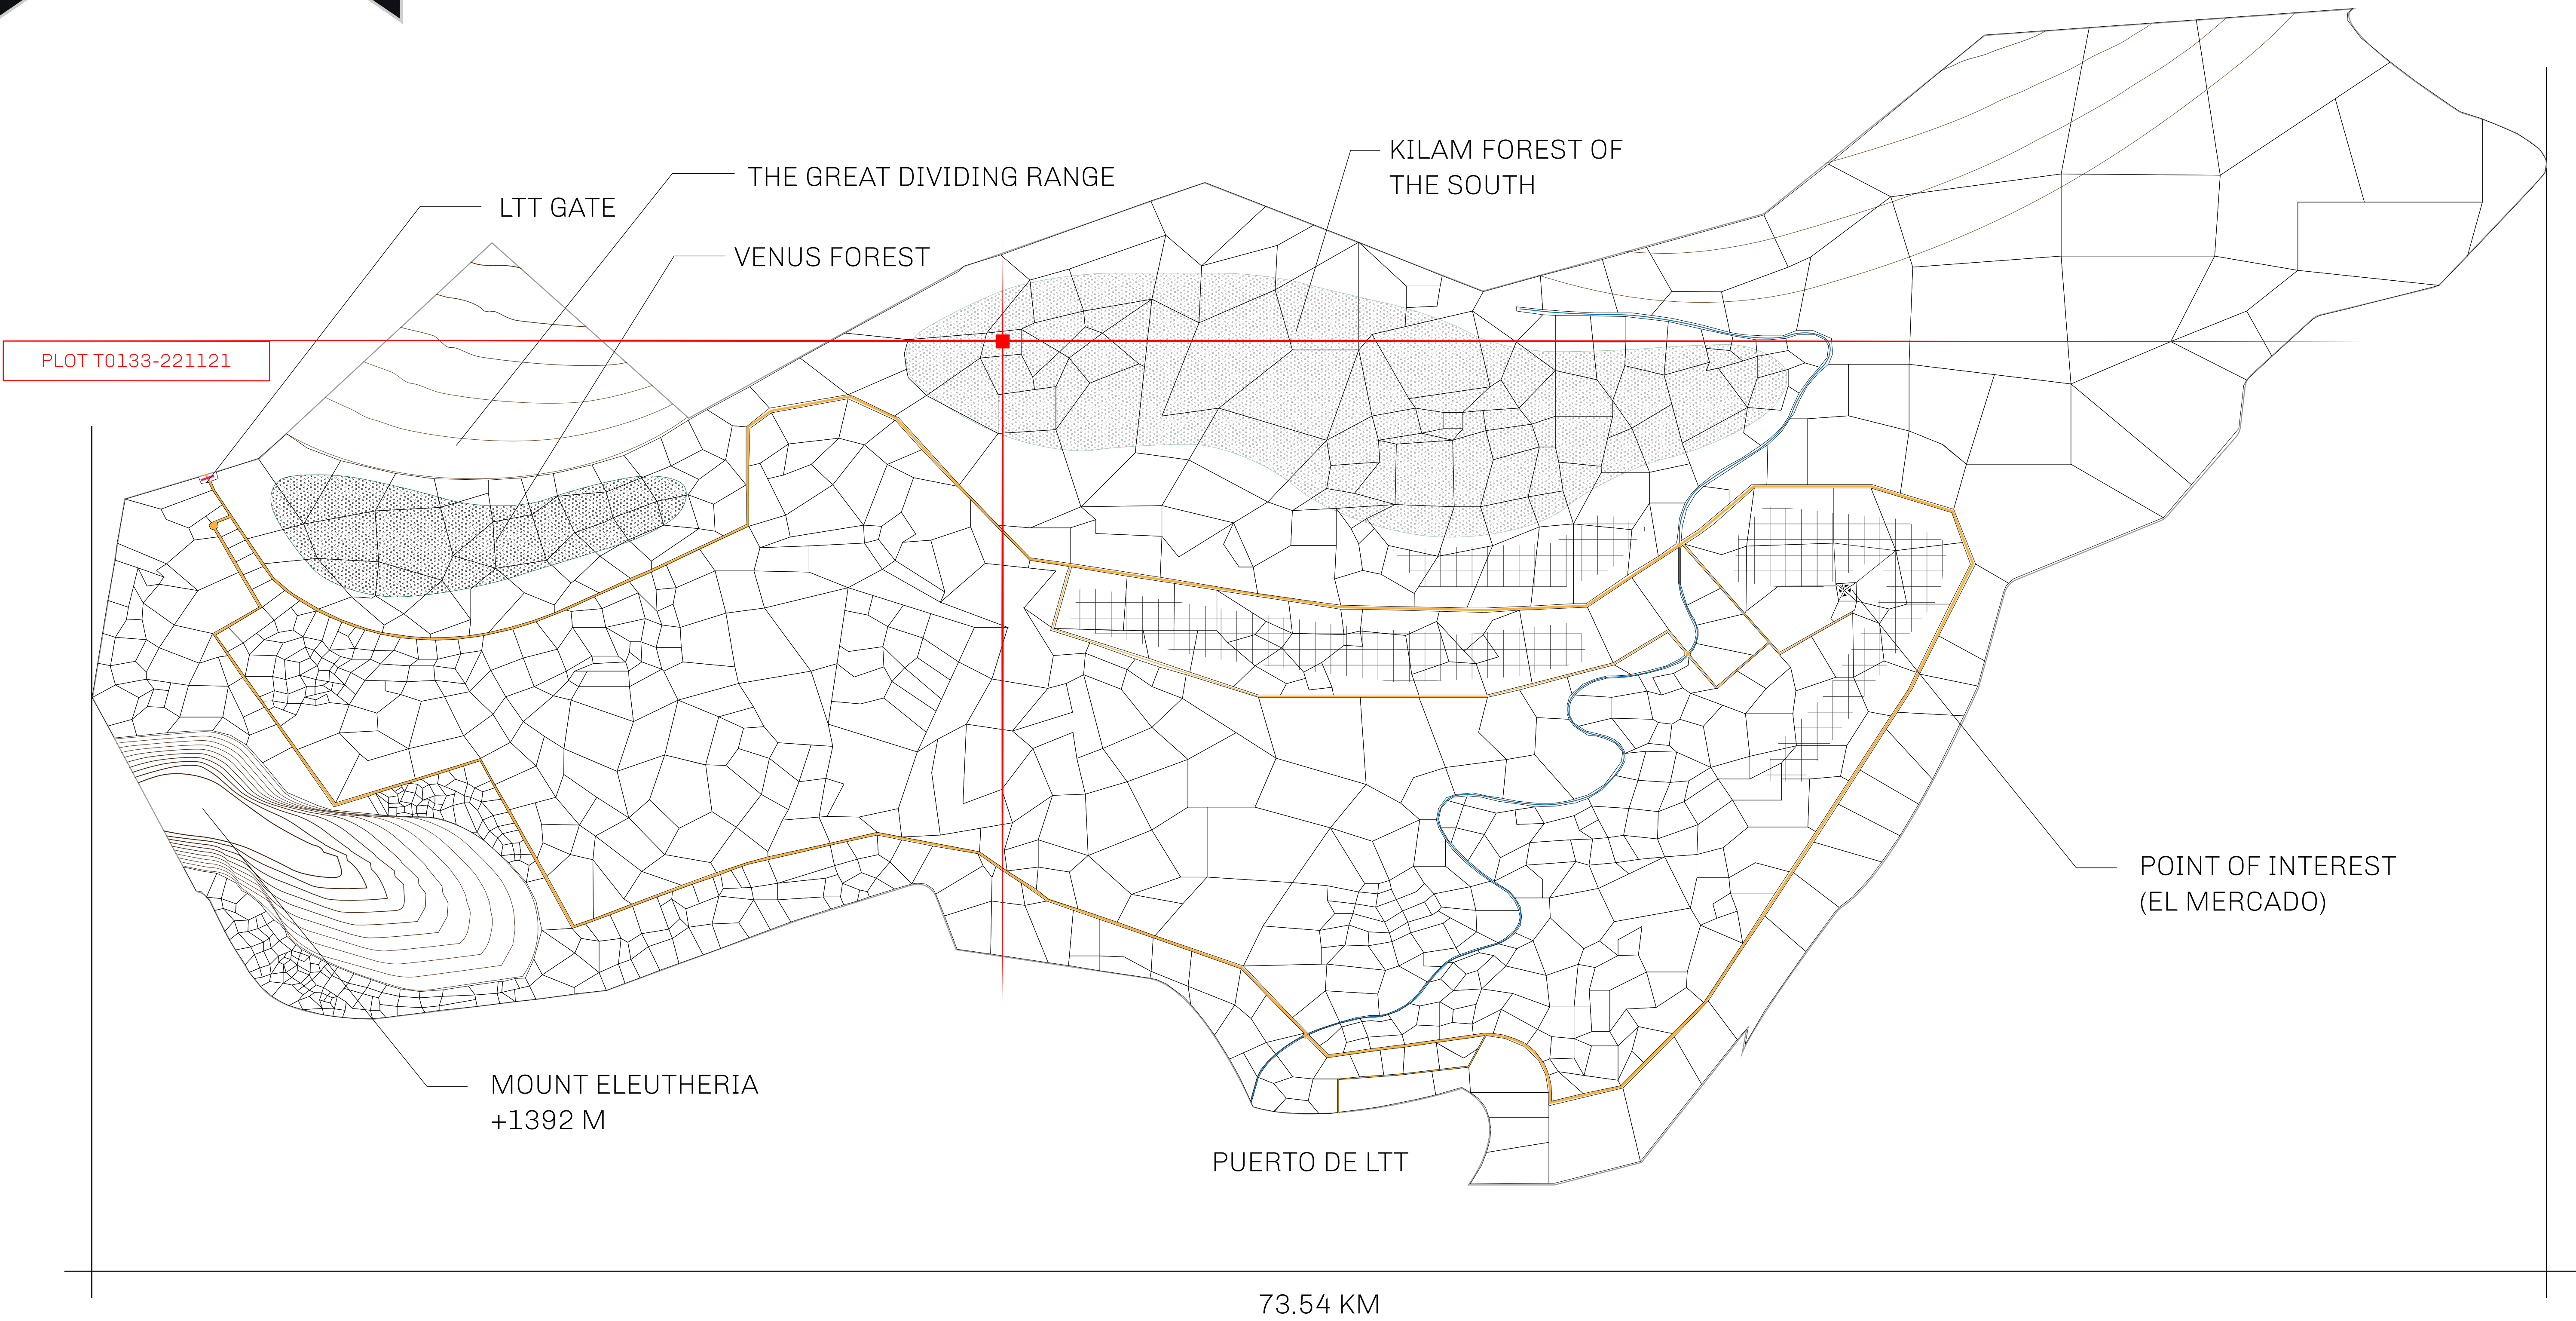 KILAM FOREST OF
THE SOUTH
THE GREAT DIVIDING RANGE
LTT GATE
VENUS FOREST
PLOT T0133-221121
POINT OF INTEREST
(EL MERCADO)
MOUNT ELEUTHERIA
+1392 M
PUERTO DE LTT
73.54 KM